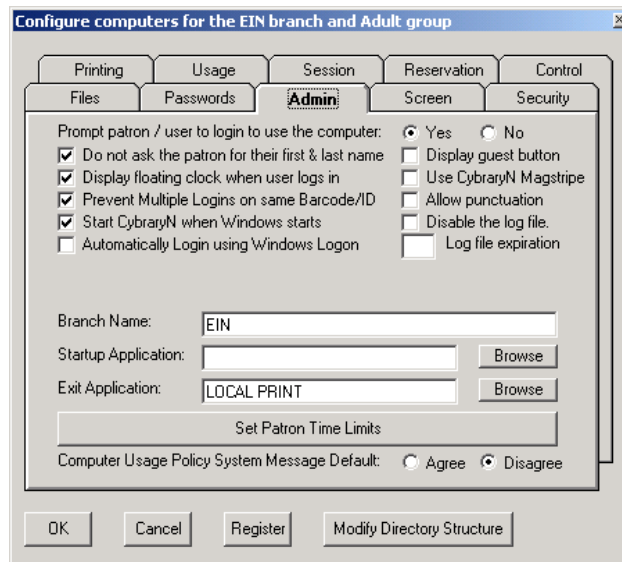 Configure computers for the EIN branch and Adult group
Printing Usage Session Reservation Control
Files Passwords Admin Screen Security
Prompt patron / user to login to use the computer: Yes No
Do not ask the patron for their first & last name Display guest button
Display floating clock when user logs in Use CybraryN Magstripe
Prevent Multiple Logins on same Barcode/ID Allow punctuation
Start CybraryN when Windows starts Disable the log file.
Automatically Login using Windows Logon Log file expiration
Branch Name: EIN
Startup Application: Browse
Exit Application: LOCAL PRINT Browse
Set Patron Time Limits
Computer Usage Policy System Message Default: Agree Disagree
OK Cancel Register Modify Directory Structure